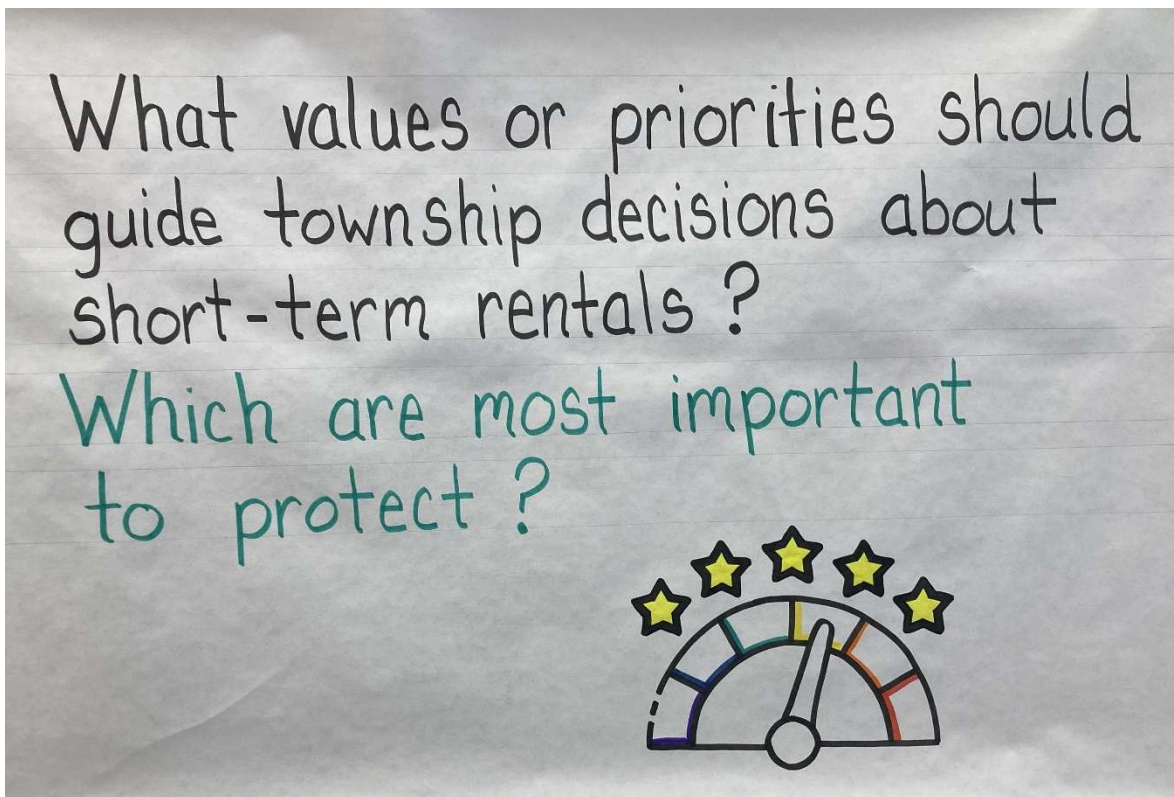 What values or priorities should
guide township decisions about
short-term rentals?
Which are most important
to protect?